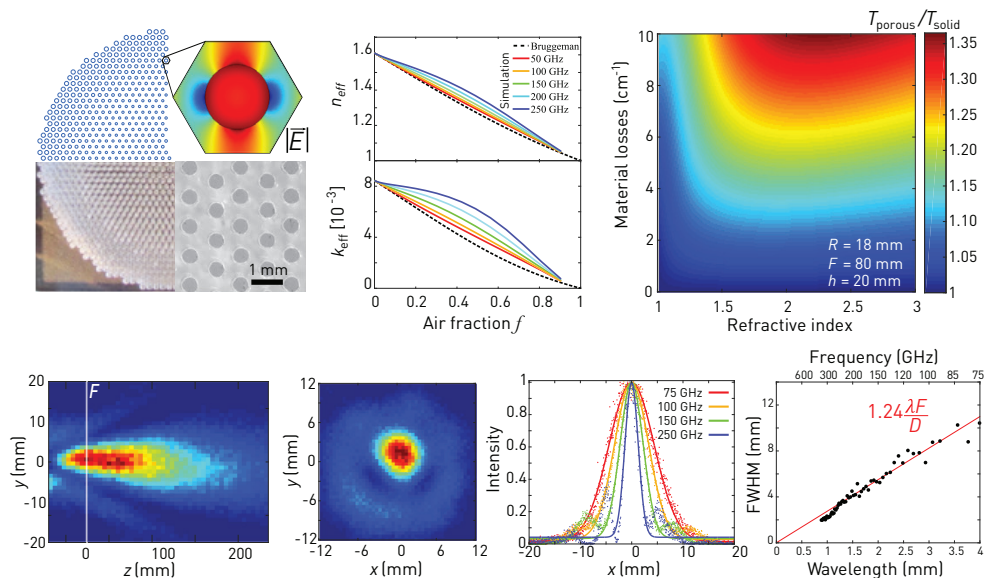 |E⃗|
1 mm
n_eff
1.6
1.4
1.2
1
Simulation
Bruggeman
50 GHz
100 GHz
150 GHz
200 GHz
250 GHz
k_eff [10⁻³]
8
4
0
0 0.2 0.4 0.6 0.8 1
Air fraction f
T_porous/T_solid
Material losses (cm⁻¹)
10
8
6
4
2
0
R = 18 mm
F = 80 mm
h = 20 mm
1 1.5 2 2.5 3
Refractive index
1.35
1.30
1.25
1.20
1.15
1.10
1.05
1
y (mm)
20
10
0
-10
-20
F
0 100 200
z (mm)
y (mm)
12
6
0
-6
-12
-12 -6 0 6 12
x (mm)
Intensity
1
0.8
0.6
0.4
0.2
0
75 GHz
100 GHz
150 GHz
250 GHz
-20 -10 0 10 20
x (mm)
Frequency (GHz)
600 300 200 150 120 100 85 75
1.24 λF/D
FWHM (mm)
12
8
4
0 0.5 1 1.5 2 2.5 3 3.5 4
Wavelength (mm)